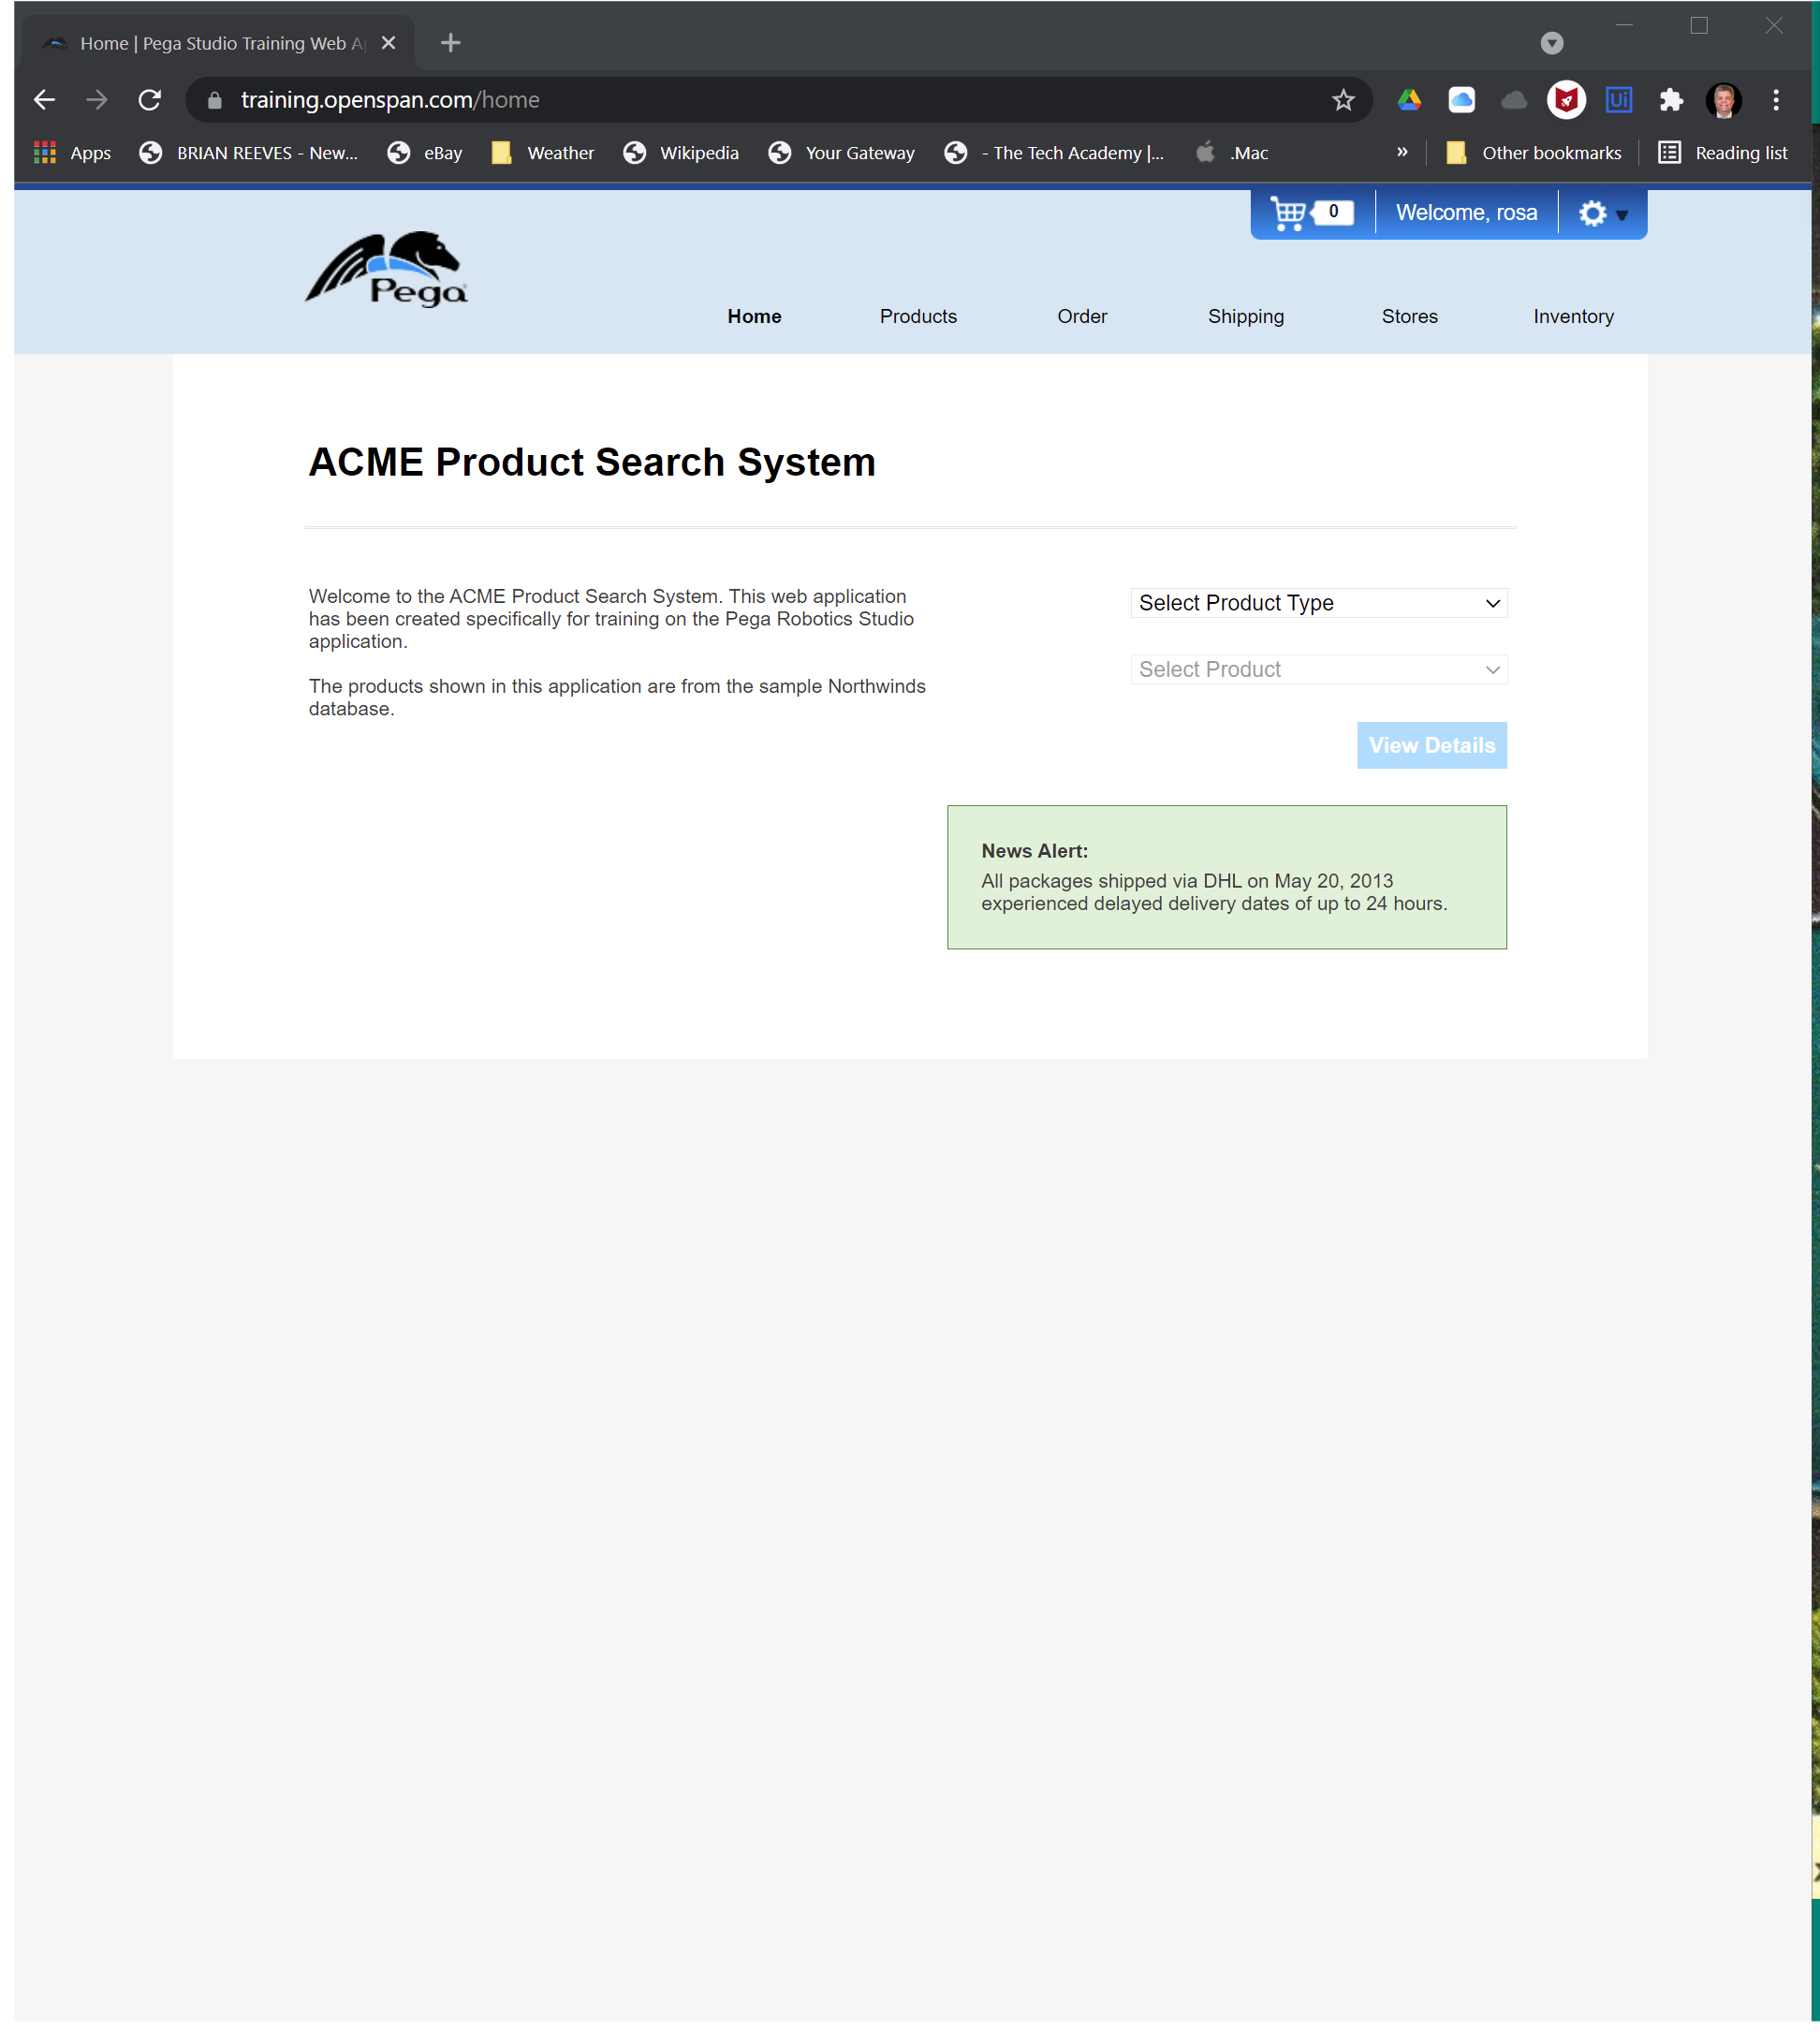 Home | Pega Studio Training Web A
training.openspan.com/home
Ui
Apps
BRIAN REEVES - New...
eBay
Weather
Wikipedia
Your Gateway
- The Tech Academy |...
.Mac
»
Other bookmarks
Reading list
0
Welcome, rosa
Pega
Home
Products
Order
Shipping
Stores
Inventory
ACME Product Search System
Welcome to the ACME Product Search System. This web application
has been created specifically for training on the Pega Robotics Studio
application.
The products shown in this application are from the sample Northwinds
database.
Select Product Type
Select Product
View Details
News Alert:
All packages shipped via DHL on May 20, 2013
experienced delayed delivery dates of up to 24 hours.